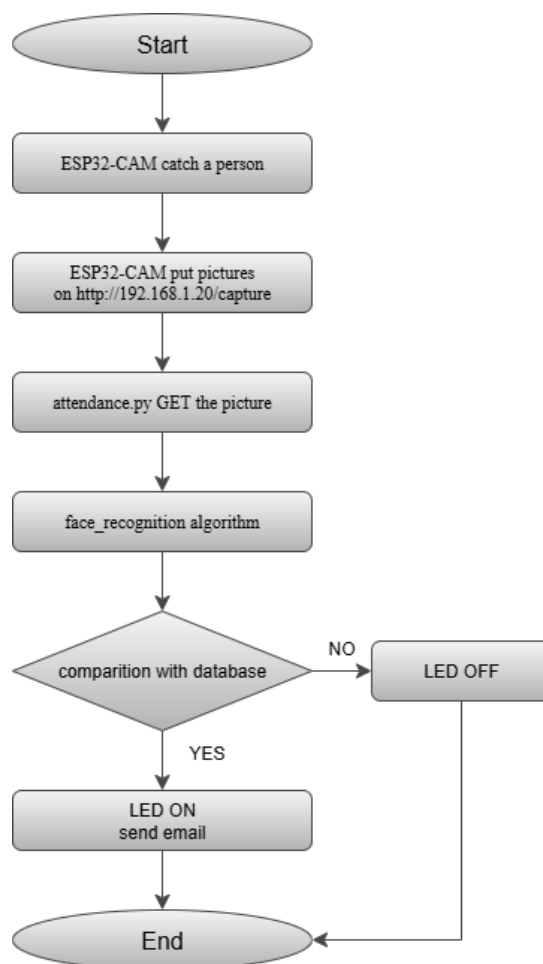 Start
ESP32-CAM catch a person
ESP32-CAM put pictures
on http://192.168.1.20/capture
attendance.py GET the picture
face_recognition algorithm
comparition with database
NO
LED OFF
YES
LED ON
send email
End